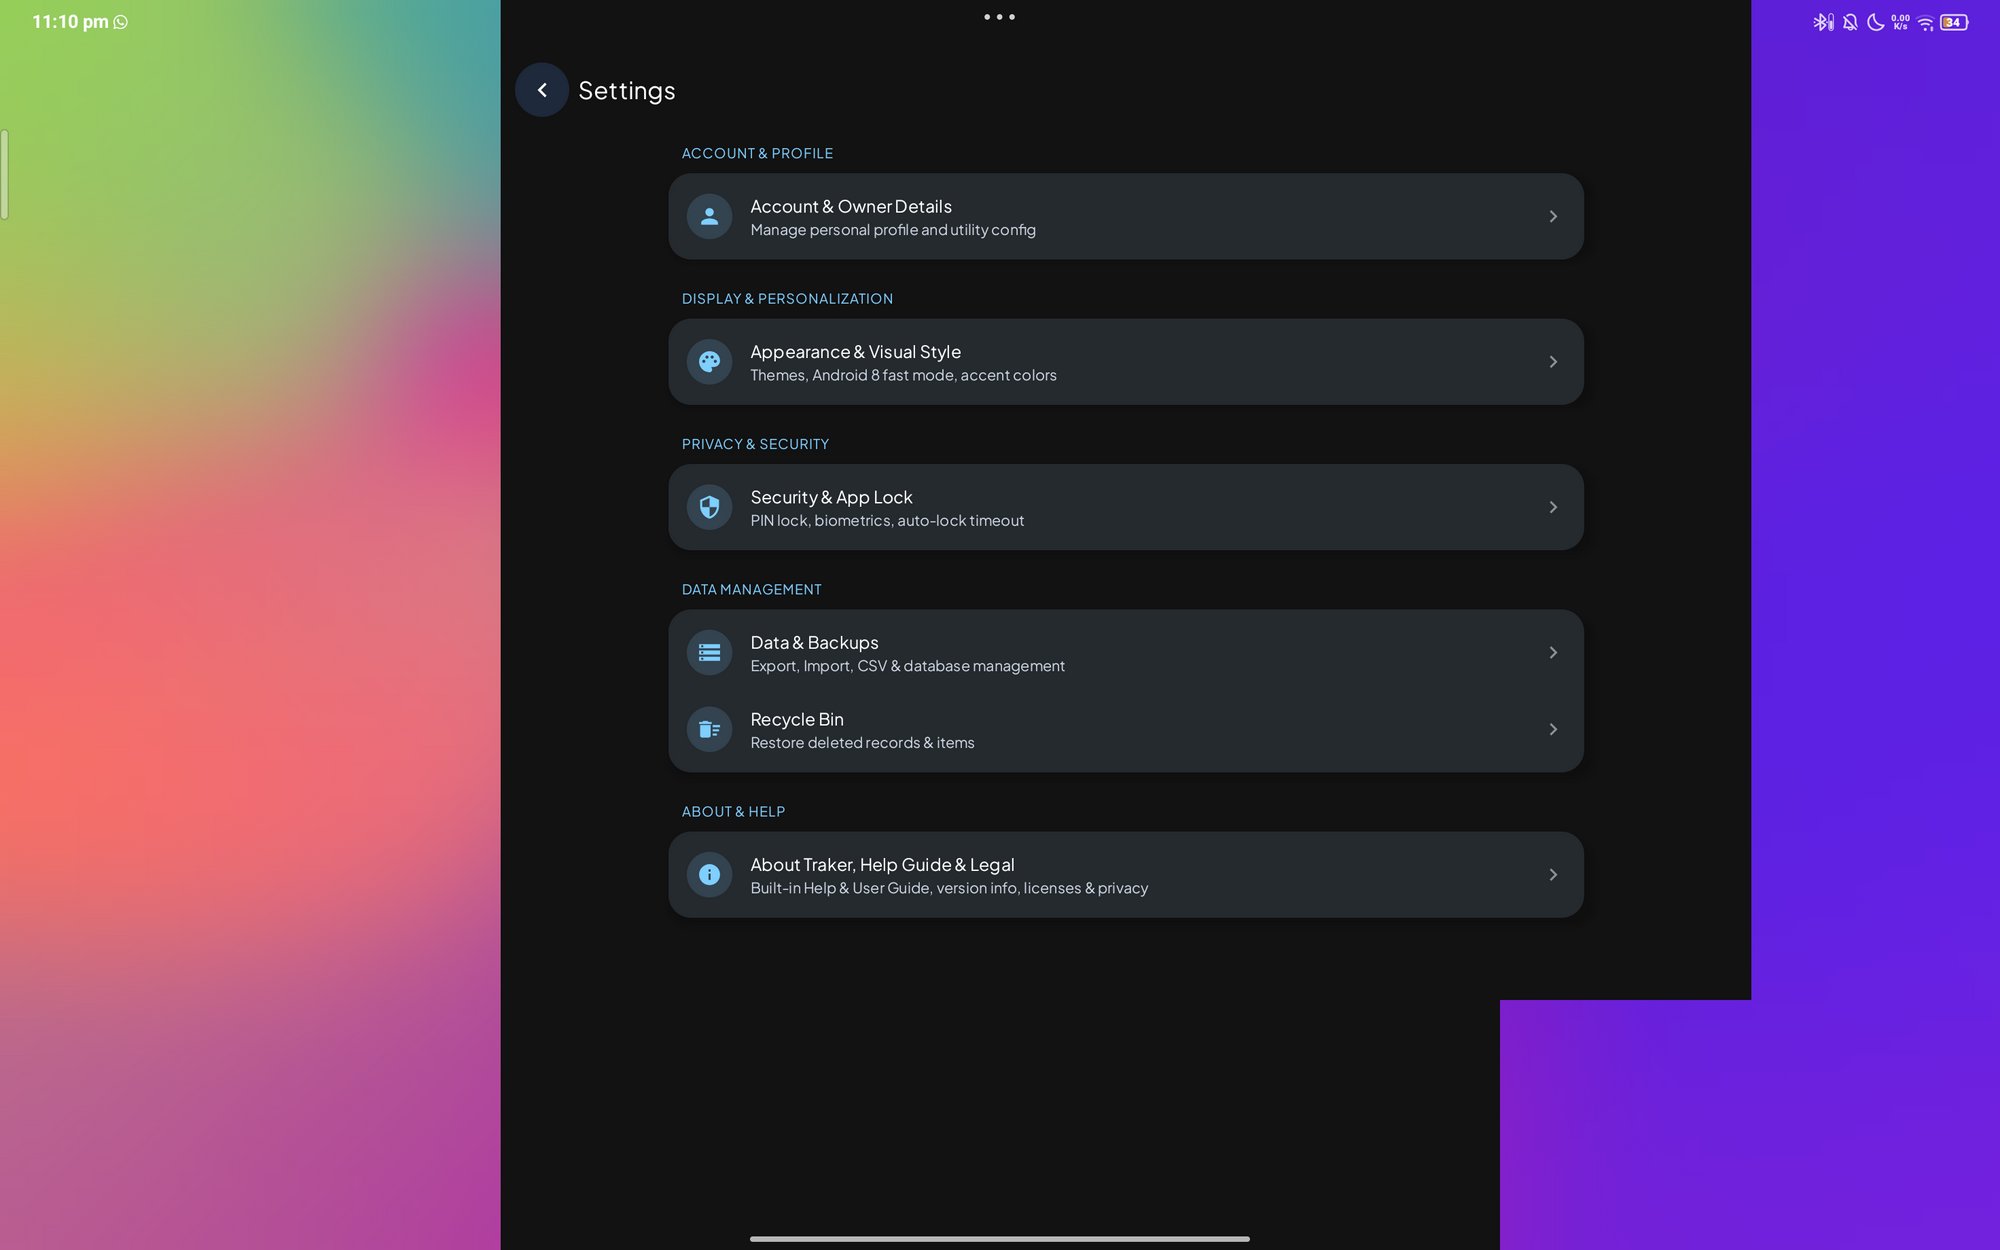 11:10 pm
0.00
K/s
34
Settings
ACCOUNT & PROFILE
Account & Owner Details
Manage personal profile and utility config
DISPLAY & PERSONALIZATION
Appearance & Visual Style
Themes, Android 8 fast mode, accent colors
PRIVACY & SECURITY
Security & App Lock
PIN lock, biometrics, auto-lock timeout
DATA MANAGEMENT
Data & Backups
Export, Import, CSV & database management
Recycle Bin
Restore deleted records & items
ABOUT & HELP
About Traker, Help Guide & Legal
Built-in Help & User Guide, version info, licenses & privacy